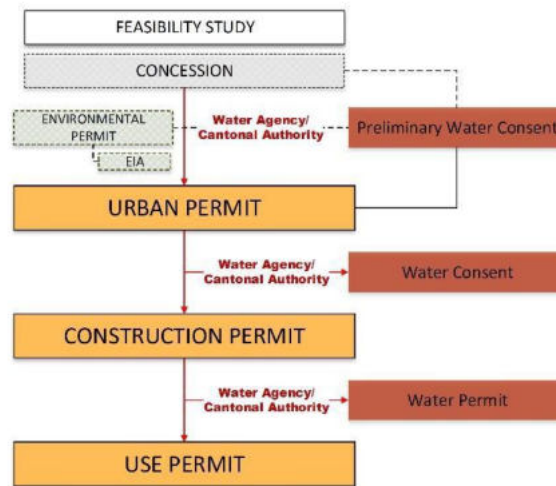 FEASIBILITY STUDY
CONCESSION
ENVIRONMENTAL
PERMIT
EIA
Water Agency/
Cantonal Authority
Preliminary Water Consent
URBAN PERMIT
Water Agency/
Cantonal Authority
Water Consent
CONSTRUCTION PERMIT
Water Agency/
Cantonal Authority
Water Permit
USE PERMIT